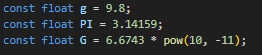 const float g = 9.8;
const float PI = 3.14159;
const float G = 6.6743 * pow(10, -11);